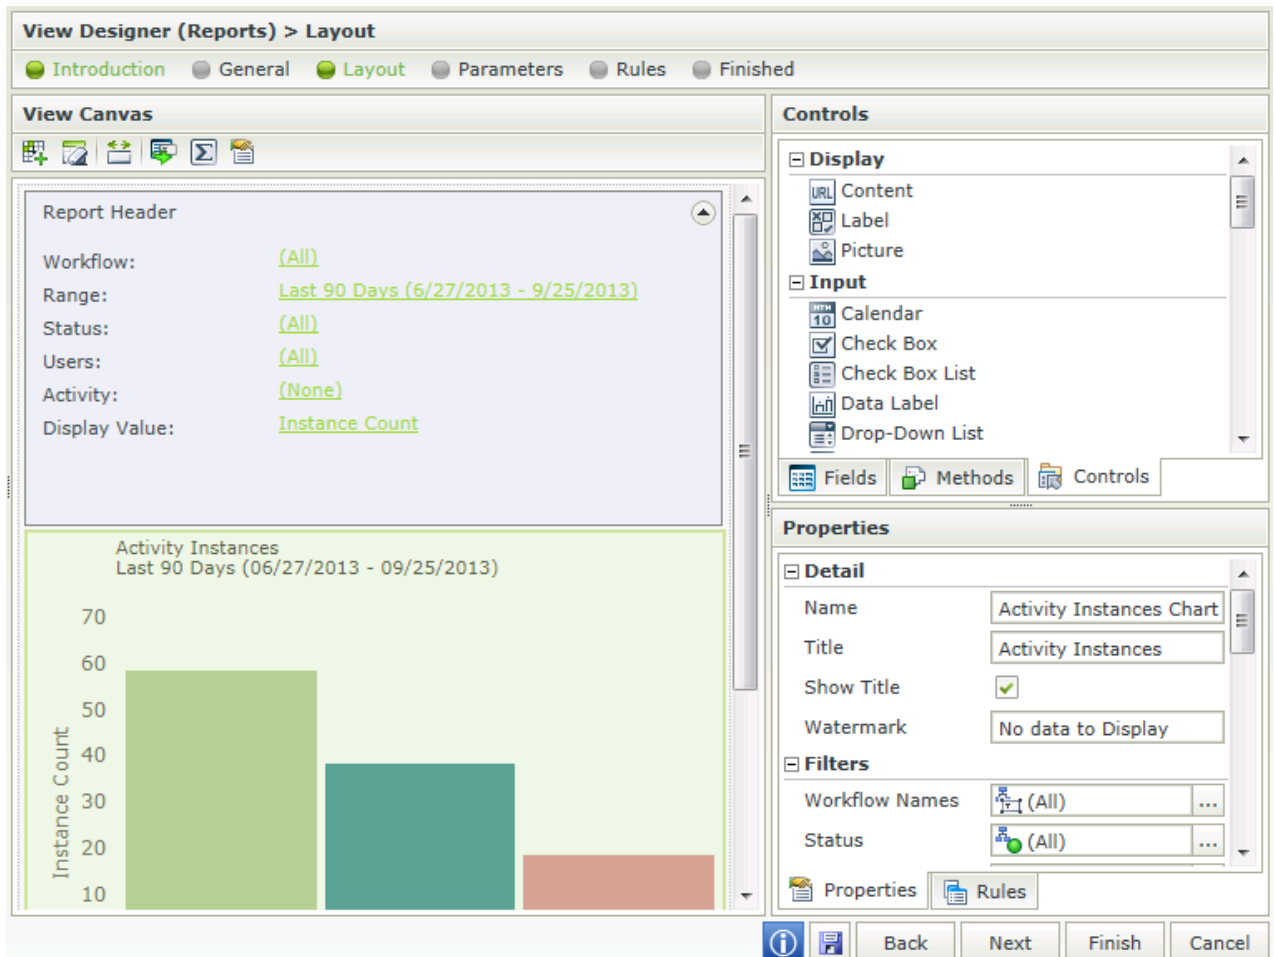 View Designer (Reports) > Layout
Introduction General Layout Parameters Rules Finished
View Canvas
Report Header
Workflow: (All)
Range: Last 90 Days (6/27/2013 - 9/25/2013)
Status: (All)
Users: (All)
Activity: (None)
Display Value: Instance Count
Activity Instances
Last 90 Days (06/27/2013 - 09/25/2013)
70
60
50
40
30
20
10
Instance Count
Controls
Display
URL Content
Label
Picture
Input
10 Calendar
Check Box
Check Box List
Data Label
Drop-Down List
Fields Methods Controls
Properties
Detail
Name Activity Instances Chart
Title Activity Instances
Show Title
Watermark No data to Display
Filters
Workflow Names (All) ...
Status (All) ...
Properties Rules
Back Next Finish Cancel